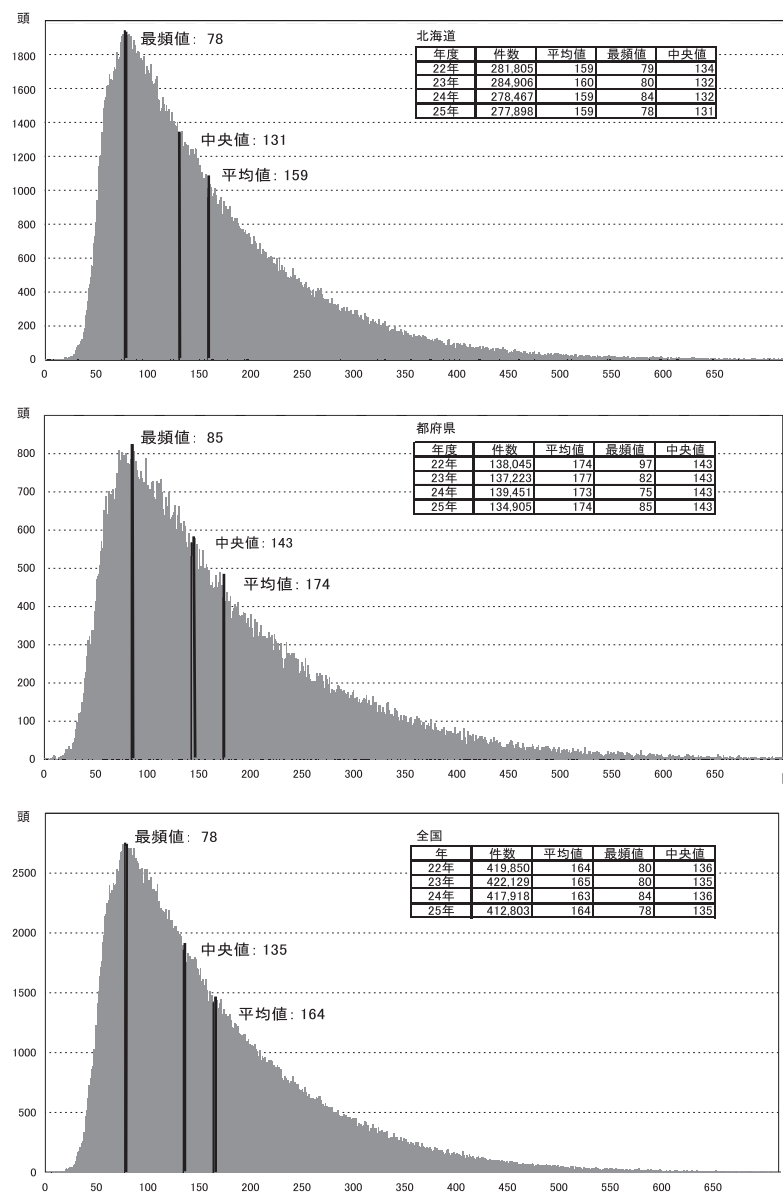 頭
最頻値: 78
中央値: 131
平均値: 159
北海道
年度 件数 平均値 最頻値 中央値
22年 281,805 159 79 134
23年 284,906 160 80 132
24年 278,467 159 84 132
25年 277,898 159 78 131
1800
1600
1400
1200
1000
800
600
400
200
0
0 50 100 150 200 250 300 350 400 450 500 550 600 650
頭
最頻値: 85
中央値: 143
平均値: 174
都府県
年度 件数 平均値 最頻値 中央値
22年 138,045 174 97 143
23年 137,223 177 82 143
24年 139,451 173 75 143
25年 134,905 174 85 143
800
700
600
500
400
300
200
100
0
0 50 100 150 200 250 300 350 400 450 500 550 600 650
頭
最頻値: 78
中央値: 135
平均値: 164
全国
年 件数 平均値 最頻値 中央値
22年 419,850 164 80 136
23年 422,129 165 80 135
24年 417,918 163 84 136
25年 412,803 164 78 135
2500
2000
1500
1000
500
0
0 50 100 150 200 250 300 350 400 450 500 550 600 650